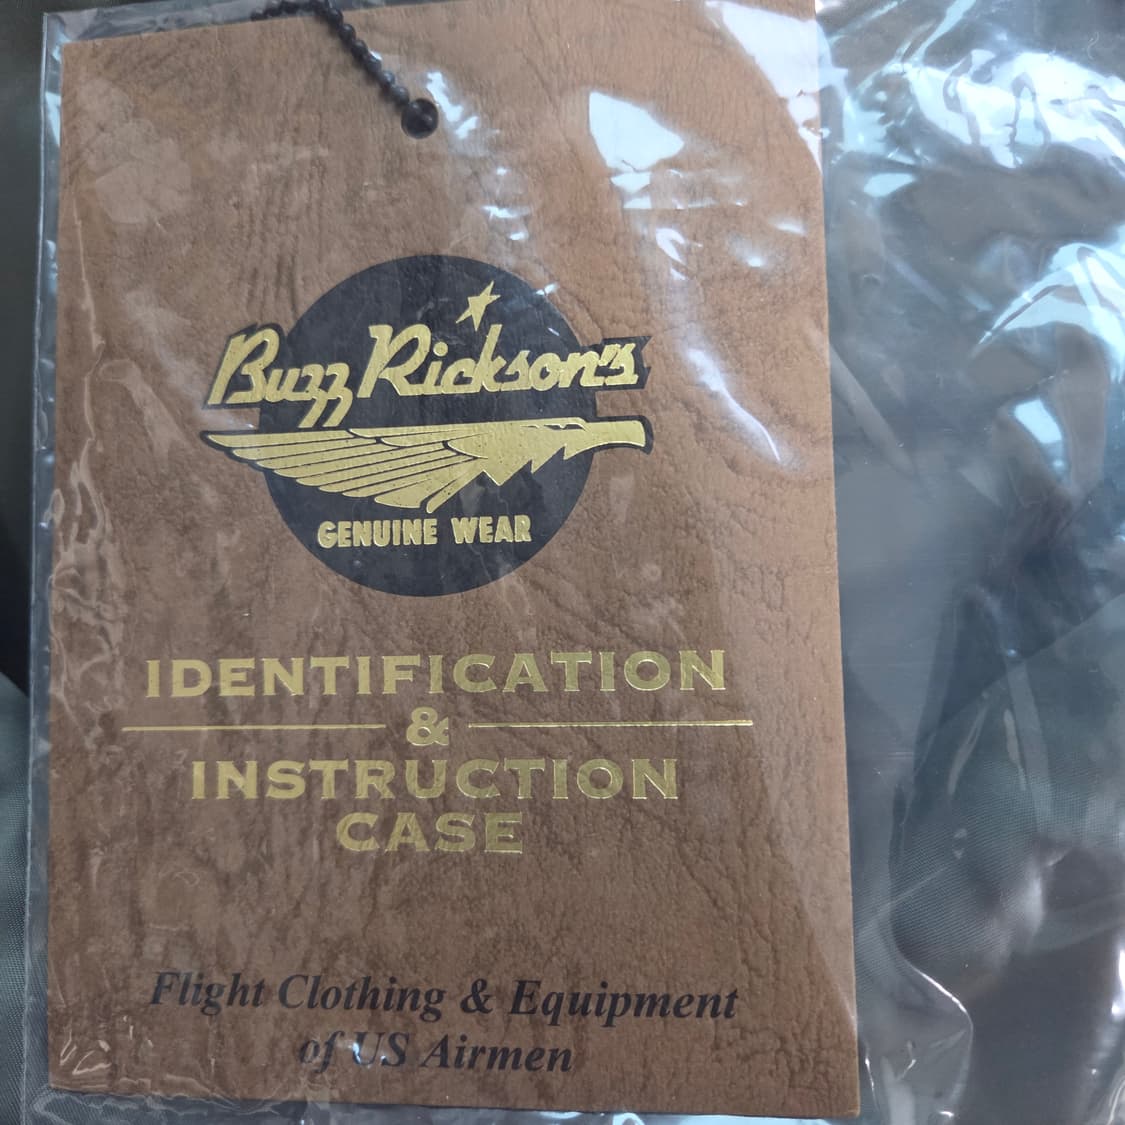 Buzz Rickson's
GENUINE WEAR
IDENTIFICATION
&
INSTRUCTION
CASE
Flight Clothing & Equipment
of US Airmen